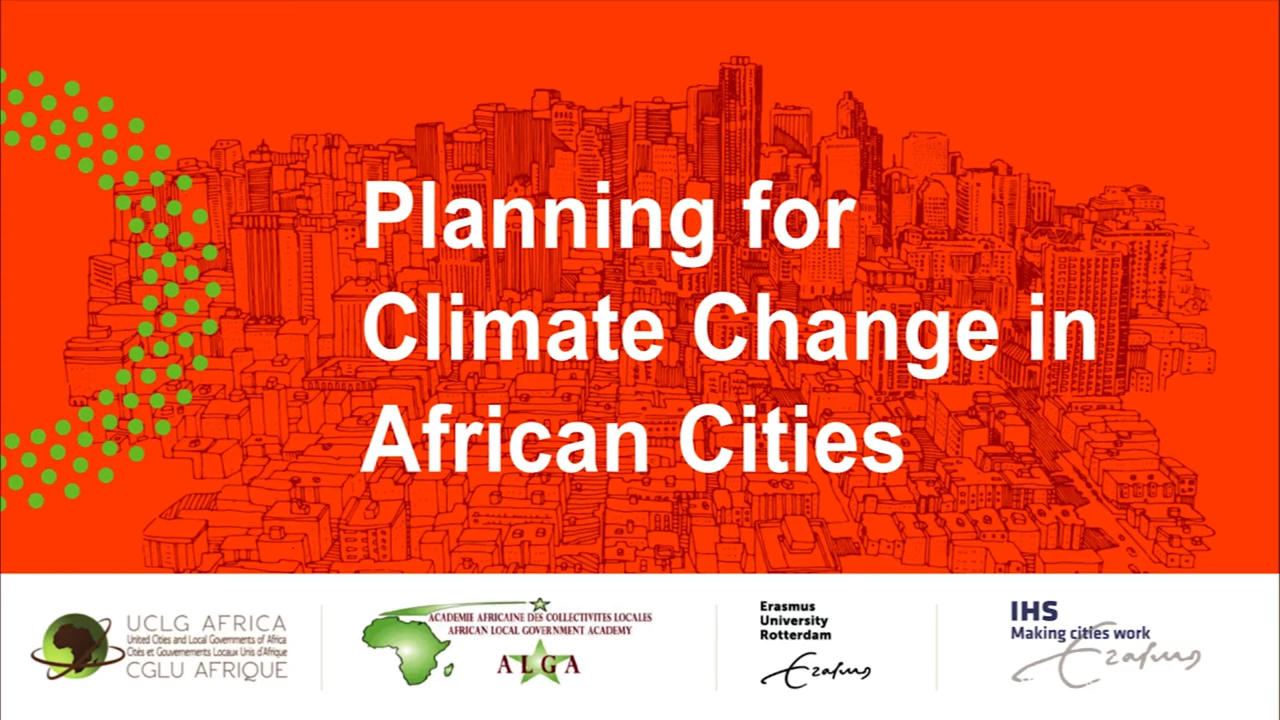 Planning for
Climate Change in
African Cities
UCLG AFRICA
United Cities and Local Governments of Africa
Cités et Gouvernements Locaux Unis d'Afrique
CGLU AFRIQUE
ACADEMIE AFRICAINE DES COLLECTIVITES LOCALES
AFRICAN LOCAL GOVERNMENT ACADEMY
ALGA
Erasmus
University
Rotterdam
Erasmus
IHS
Making cities work
Erasmus